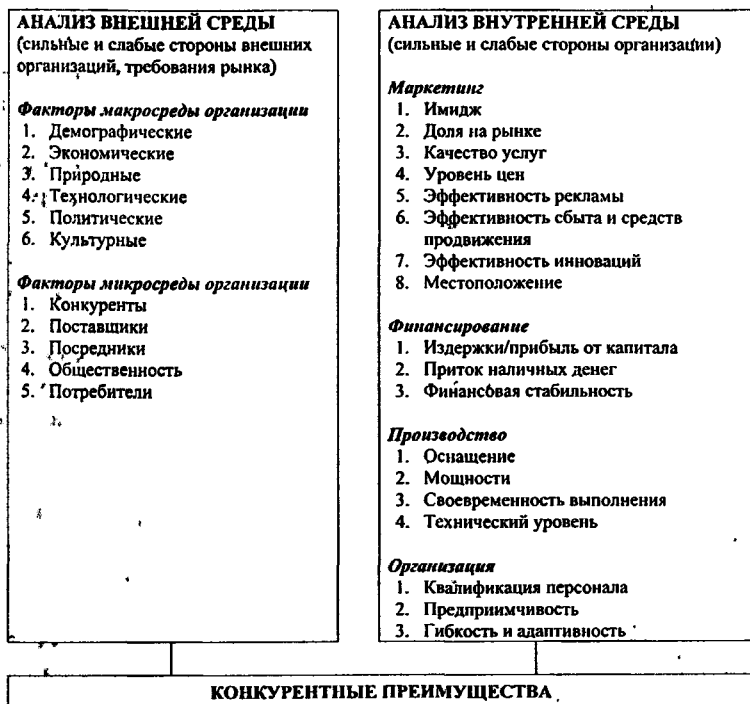 АНАЛИЗ ВНЕШНЕЙ СРЕДЫ
(сильные и слабые стороны внешних
организаций, требования рынка)
Факторы макросреды организации
1. Демографические
2. Экономические
3. Природные
4. Технологические
5. Политические
6. Культурные
Факторы микросреды организации
1. Конкуренты
2. Поставщики
3. Посредники
4. Общественность
5. Потребители
АНАЛИЗ ВНУТРЕННЕЙ СРЕДЫ
(сильные и слабые стороны организации)
Маркетинг
1. Имидж
2. Доля на рынке
3. Качество услуг
4. Уровень цен
5. Эффективность рекламы
6. Эффективность сбыта и средств
продвижения
7. Эффективность инноваций
8. Местоположение
Финансирование
1. Издержки/прибыль от капитала
2. Приток наличных денег
3. Финансовая стабильность
Производство
1. Оснащение
2. Мощности
3. Своевременность выполнения
4. Технический уровень
Организация
1. Квалификация персонала
2. Предприимчивость
3. Гибкость и адаптивность
КОНКУРЕНТНЫЕ ПРЕИМУЩЕСТВА